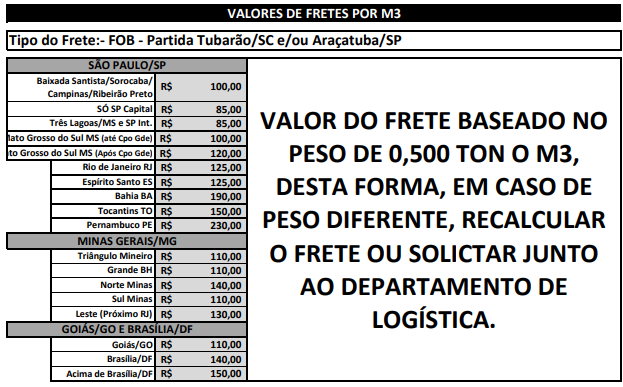 VALORES DE FRETES POR M3
Tipo do Frete:- FOB - Partida Tubarão/SC e/ou Araçatuba/SP
SÃO PAULO/SP
Baixada Santista/Sorocaba/
Campinas/Ribeirão Preto R$ 100,00
SÓ SP Capital R$ 85,00
Três Lagoas/MS e SP Int. R$ 85,00
Mato Grosso do Sul MS (até Cpo Gde) R$ 100,00
to Grosso do Sul MS (Após Cpo Gde) R$ 120,00
Rio de Janeiro RJ R$ 125,00
Espírito Santo ES R$ 125,00
Bahia BA R$ 190,00
Tocantins TO R$ 150,00
Pernambuco PE R$ 230,00
MINAS GERAIS/MG
Triângulo Mineiro R$ 110,00
Grande BH R$ 110,00
Norte Minas R$ 140,00
Sul Minas R$ 110,00
Leste (Próximo RJ) R$ 130,00
GOIÁS/GO E BRASÍLIA/DF
Goiás/GO R$ 110,00
Brasília/DF R$ 140,00
Acima de Brasília/DF R$ 150,00
VALOR DO FRETE BASEADO NO
PESO DE 0,500 TON O M3,
DESTA FORMA, EM CASO DE
PESO DIFERENTE, RECALCULAR
O FRETE OU SOLICTAR JUNTO
AO DEPARTAMENTO DE
LOGÍSTICA.